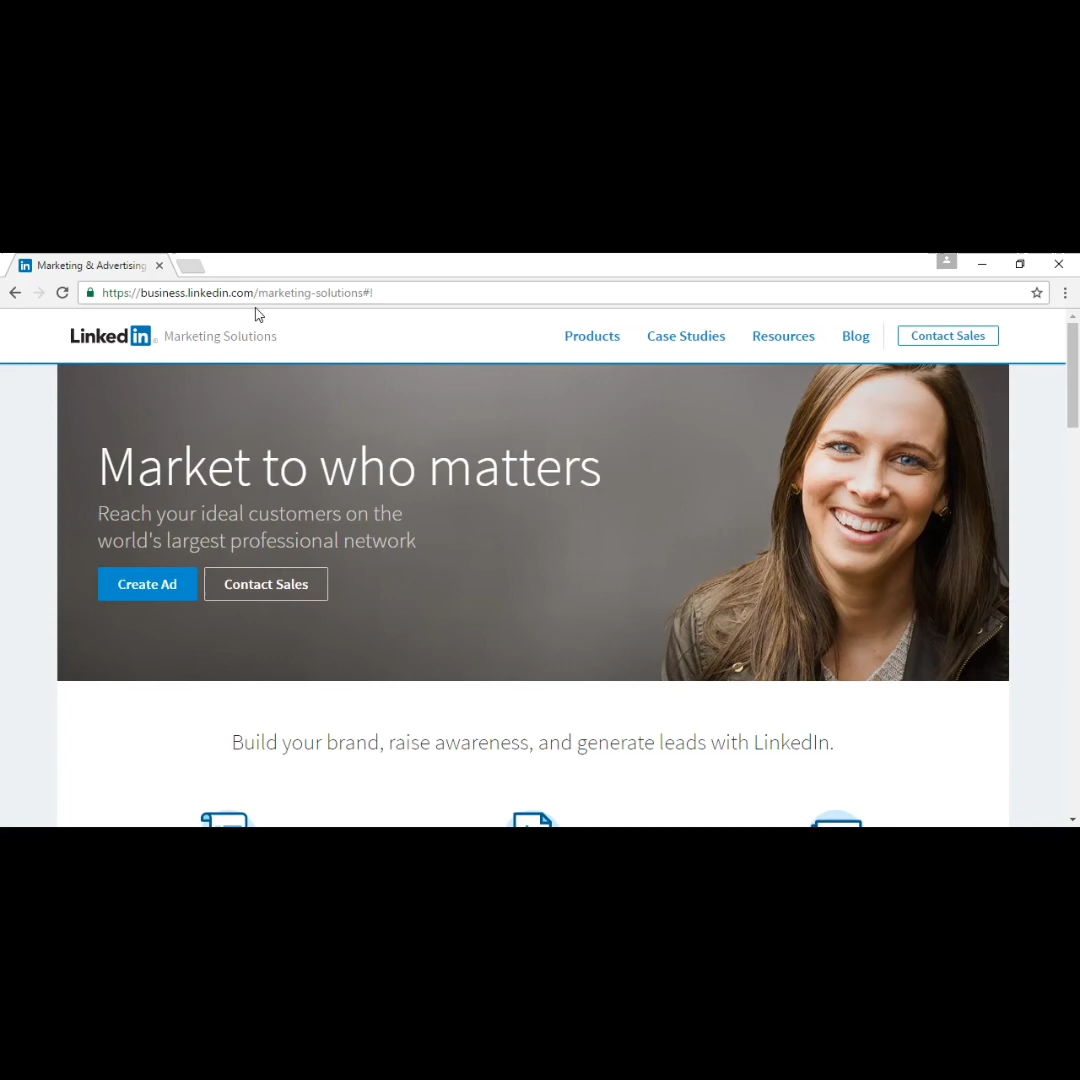 Marketing & Advertising
https://business.linkedin.com/marketing-solutions#!
Linkedin Marketing Solutions
Products
Case Studies
Resources
Blog
Contact Sales
Market to who matters
Reach your ideal customers on the
world's largest professional network
Create Ad
Contact Sales
Build your brand, raise awareness, and generate leads with LinkedIn.